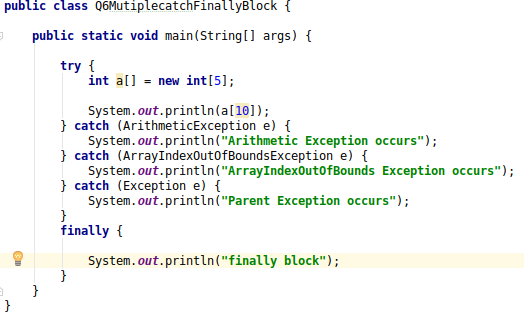 public class Q6MutiplecatchFinallyBlock {
public static void main(String[] args) {
try {
int a[] = new int[5];
System.out.println(a[10]);
} catch (ArithmeticException e) {
System.out.println("Arithmetic Exception occurs");
} catch (ArrayIndexOutOfBoundsException e) {
System.out.println("ArrayIndexOutOfBounds Exception occurs");
} catch (Exception e) {
System.out.println("Parent Exception occurs");
}
finally {
System.out.println("finally block");
}
}
}